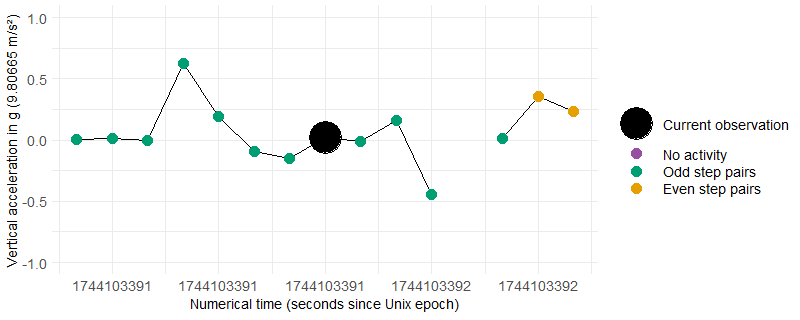 Vertical acceleration in g (9.80665 m/s²)
1.0
0.5
0.0
-0.5
-1.0
1744103391 1744103391 1744103391 1744103392 1744103392
Numerical time (seconds since Unix epoch)
Current observation
No activity
Odd step pairs
Even step pairs